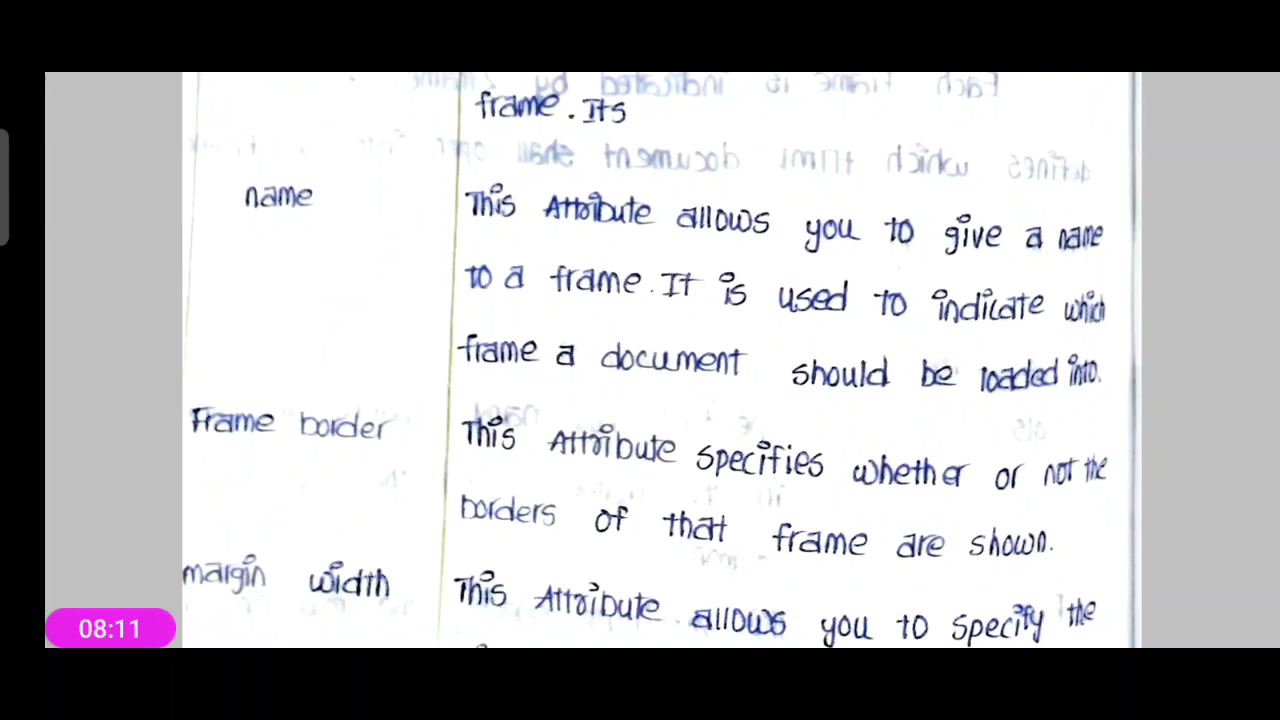 frame. Its
name This Attribute allows you to give a name
to a frame. It is used to indicate which
frame a document should be loaded into.
Frame border This Attribute specifies whether or not the
borders of that frame are shown.
margin width This Attribute allows you to specify the
08:11